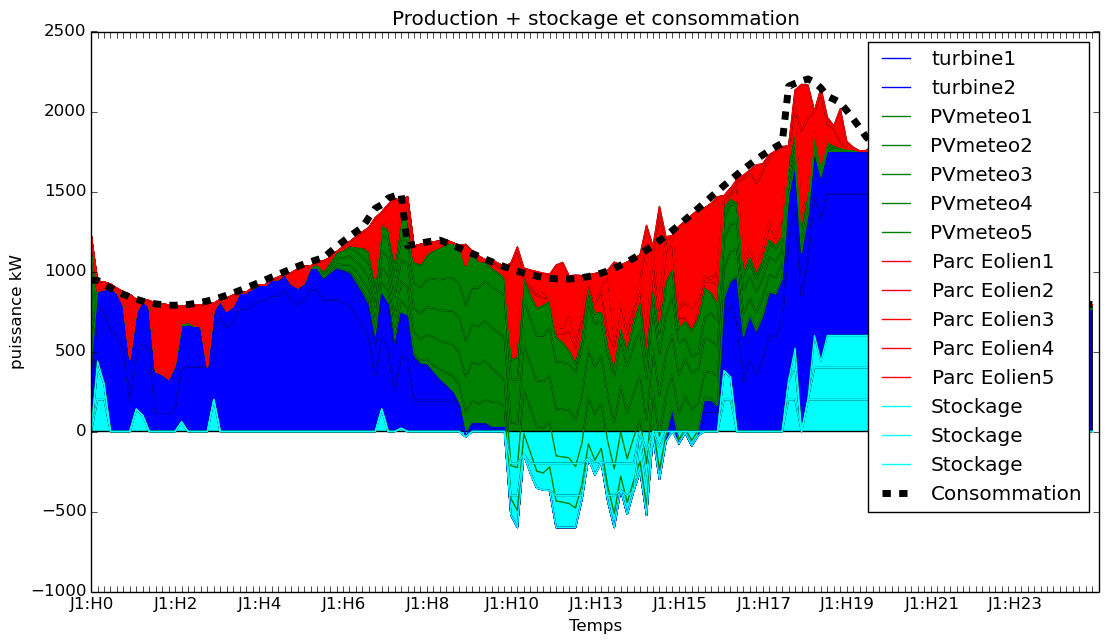 Production + stockage et consommation
puissance kW
2500
2000
1500
1000
500
0
−500
−1000
turbine1
turbine2
PVmeteo1
PVmeteo2
PVmeteo3
PVmeteo4
PVmeteo5
Parc Eolien1
Parc Eolien2
Parc Eolien3
Parc Eolien4
Parc Eolien5
Stockage
Stockage
Stockage
Consommation
J1:H0 J1:H2 J1:H4 J1:H6 J1:H8 J1:H10 J1:H13 J1:H15 J1:H17 J1:H19 J1:H21 J1:H23
Temps